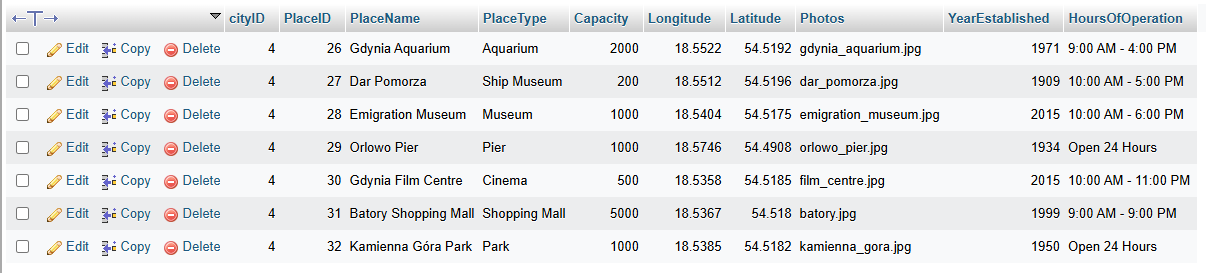 cityID PlaceID PlaceName PlaceType Capacity Longitude Latitude Photos YearEstablished HoursOfOperation
Edit Copy Delete 4 26 Gdynia Aquarium Aquarium 2000 18.5522 54.5192 gdynia_aquarium.jpg 1971 9:00 AM - 4:00 PM
Edit Copy Delete 4 27 Dar Pomorza Ship Museum 200 18.5512 54.5196 dar_pomorza.jpg 1909 10:00 AM - 5:00 PM
Edit Copy Delete 4 28 Emigration Museum Museum 1000 18.5404 54.5175 emigration_museum.jpg 2015 10:00 AM - 6:00 PM
Edit Copy Delete 4 29 Orlowo Pier Pier 1000 18.5746 54.4908 orlowo_pier.jpg 1934 Open 24 Hours
Edit Copy Delete 4 30 Gdynia Film Centre Cinema 500 18.5358 54.5185 film_centre.jpg 2015 10:00 AM - 11:00 PM
Edit Copy Delete 4 31 Batory Shopping Mall Shopping Mall 5000 18.5367 54.518 batory.jpg 1999 9:00 AM - 9:00 PM
Edit Copy Delete 4 32 Kamienna Góra Park Park 1000 18.5385 54.5182 kamienna_gora.jpg 1950 Open 24 Hours